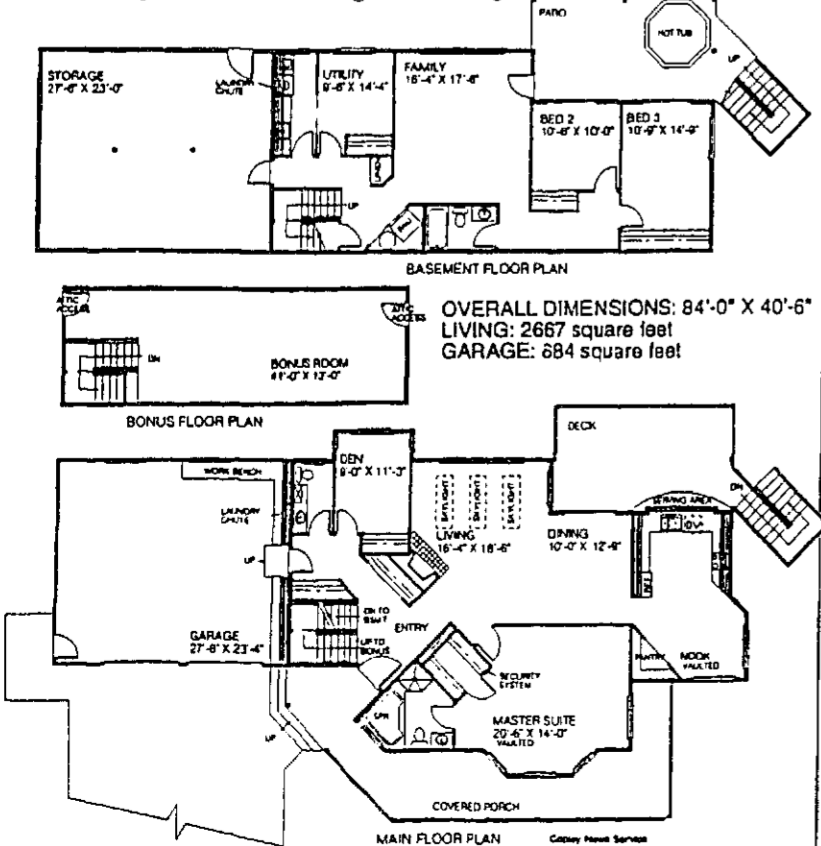 PATIO
HOT TUB
UP
STORAGE
27'-6" X 23'-0"
LAUNDRY
CHUTE
UTILITY
9'-6" X 14'-4"
FAMILY
16'-4" X 17'-6"
BED 2
10'-6" X 10'-0"
BED 3
10'-9" X 14'-9"
UP
BASEMENT FLOOR PLAN
ATTIC
ACCESS
ATTIC
ACCESS
DN
BONUS ROOM
41'-0" X 13'-0"
BONUS FLOOR PLAN
OVERALL DIMENSIONS: 84'-0" X 40'-6"
LIVING: 2667 square feet
GARAGE: 684 square feet
DECK
DEN
9'-0" X 11'-3"
WORK BENCH
LAUNDRY
CHUTE
SKYLIGHT
SKYLIGHT
SKYLIGHT
SERVING AREA
DN
LIVING
16'-4" X 18'-6"
DINING
10'-0" X 12'-9"
UP
GARAGE
27'-8" X 23'-4"
DN TO
BSMT
UP TO
BONUS
ENTRY
PANTRY
NOOK
VAULTED
SECURITY
SYSTEM
SPA
MASTER SUITE
20'-6" X 14'-0"
VAULTED
UP
COVERED PORCH
MAIN FLOOR PLAN
Copley News Service